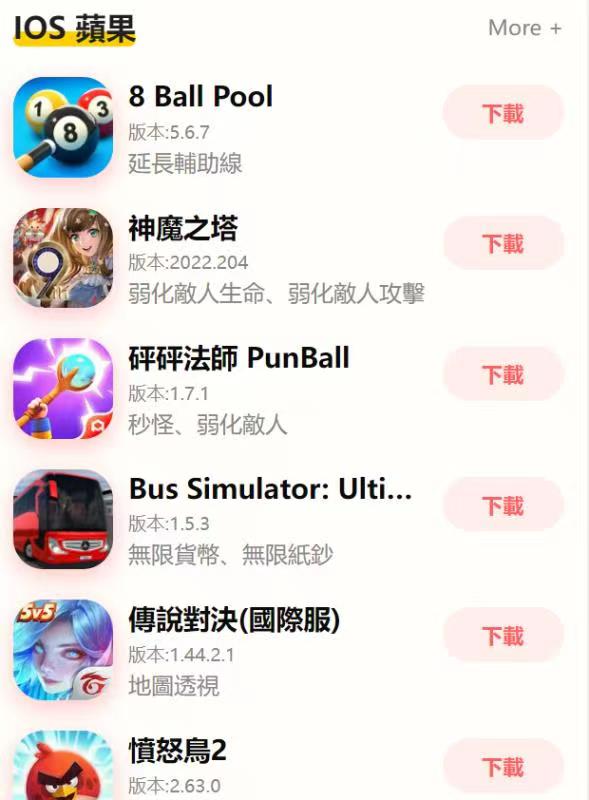 IOS 蘋果
More +
8 Ball Pool
版本:5.6.7
延長輔助線
下載
神魔之塔
版本:2022.204
弱化敵人生命、弱化敵人攻擊
下載
砰砰法師 PunBall
版本:1.7.1
秒怪、弱化敵人
下載
Bus Simulator: Ulti...
版本:1.5.3
無限貨幣、無限紙鈔
下載
5v5
傳說對決(國際服)
版本:1.44.2.1
地圖透視
下載
憤怒鳥2
版本:2.63.0
下載
1
3
8
9